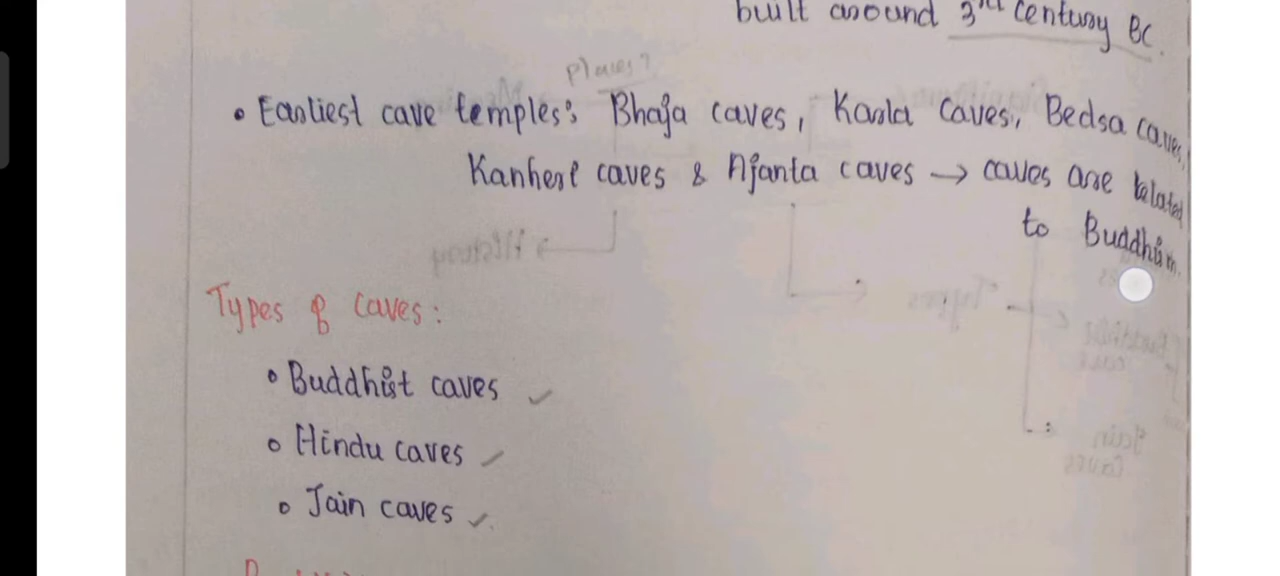 built around 3rd century BC.
places?
• Earliest cave temples: Bhaja caves, Karla caves, Bedsa caves,
Kanheri caves & Ajanta caves → caves are related
to Buddhism.
Types of caves:
• Buddhist caves ✓
• Hindu caves ✓
• Jain caves ✓